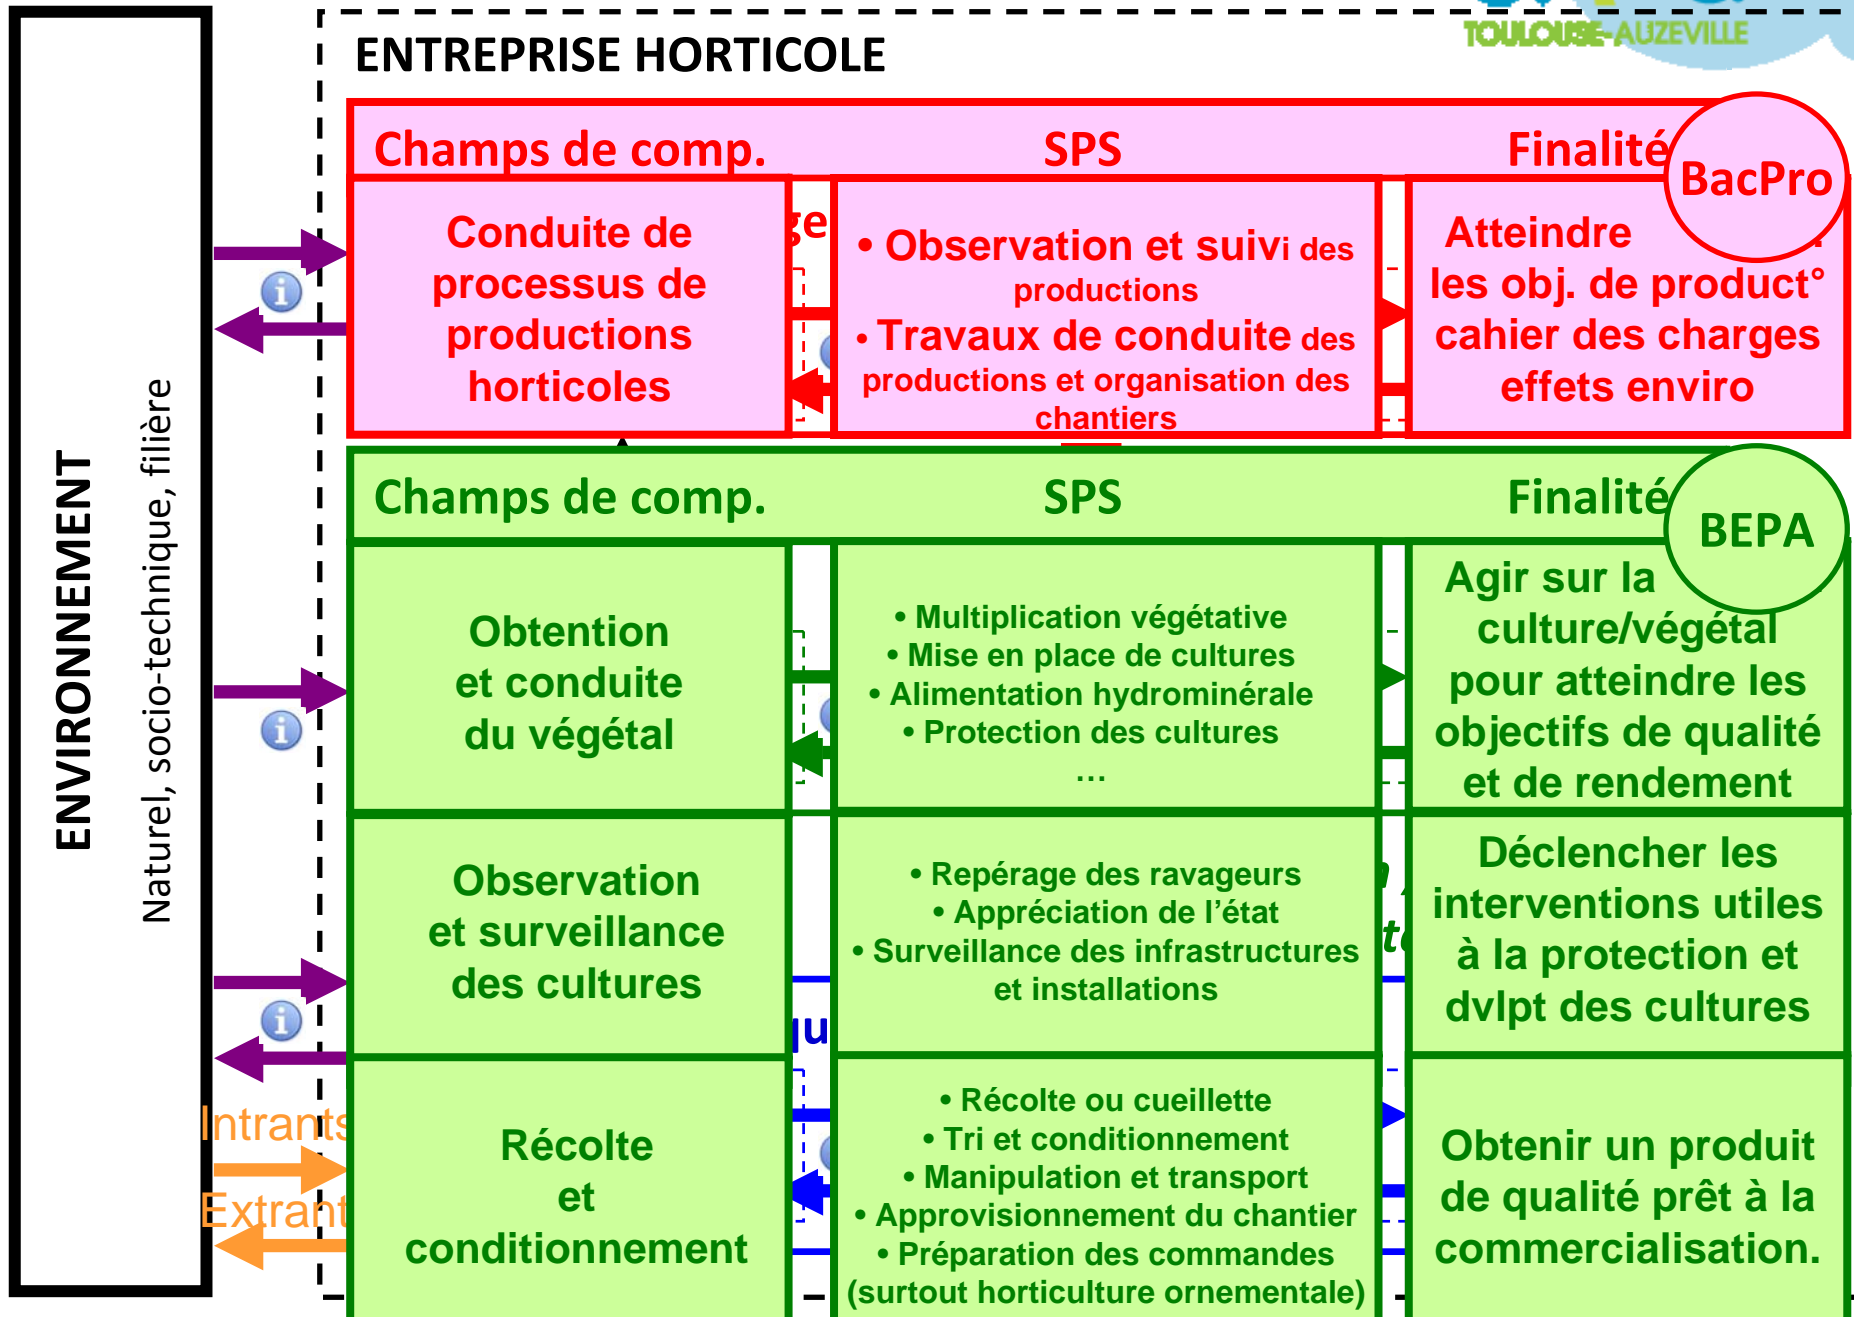 TOULOUSE-AUZEVILLE
ENTREPRISE HORTICOLE
ENVIRONNEMENT
Naturel, socio-technique, filière
Champs de comp.
SPS
Finalité
BacPro
Conduite de
processus de
productions
horticoles
• Observation et suivi des
productions
• Travaux de conduite des
productions et organisation des
chantiers
Atteindre
les obj. de product°
cahier des charges
effets enviro
Champs de comp.
SPS
Finalité
BEPA
Obtention
et conduite
du végétal
• Multiplication végétative
• Mise en place de cultures
• Alimentation hydrominérale
• Protection des cultures
...
Agir sur la
culture/végétal
pour atteindre les
objectifs de qualité
et de rendement
Observation
et surveillance
des cultures
• Repérage des ravageurs
• Appréciation de l’état
• Surveillance des infrastructures
et installations
Déclencher les
interventions utiles
à la protection et
dvlpt des cultures
Intrants
Extrant
Récolte
et
conditionnement
• Récolte ou cueillette
• Tri et conditionnement
• Manipulation et transport
• Approvisionnement du chantier
• Préparation des commandes
(surtout horticulture ornementale)
Obtenir un produit
de qualité prêt à la
commercialisation.